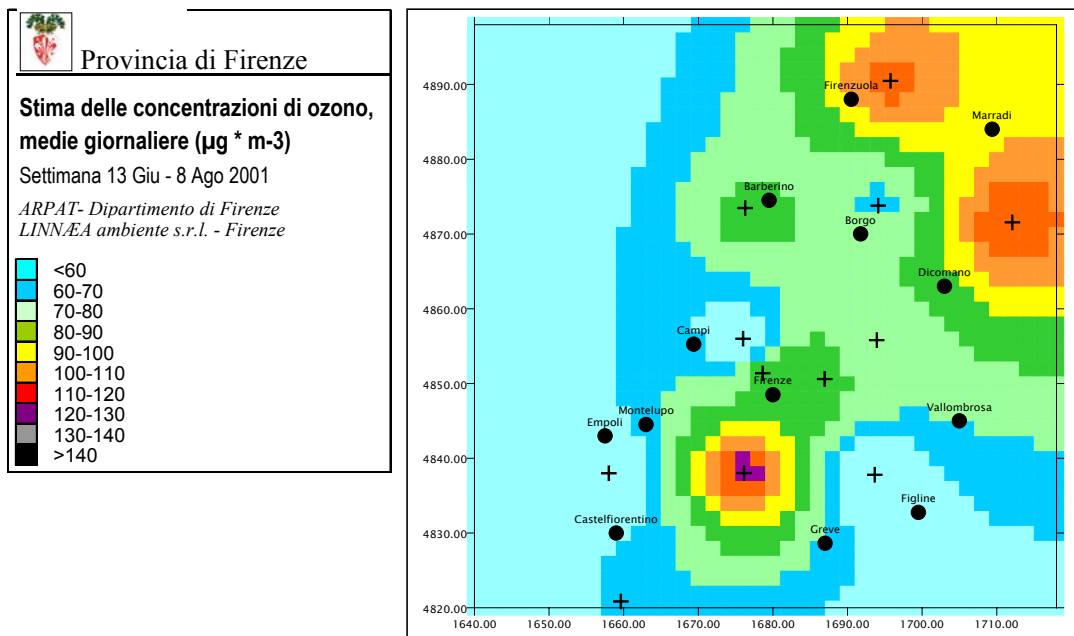 Provincia di Firenze
Stima delle concentrazioni di ozono,
medie giornaliere (µg * m-3)
Settimana 13 Giu - 8 Ago 2001
ARPAT- Dipartimento di Firenze
LINNÆA ambiente s.r.l. - Firenze
<60
60-70
70-80
80-90
90-100
100-110
110-120
120-130
130-140
>140
4890.00
4880.00
4870.00
4860.00
4850.00
4840.00
4830.00
4820.00
Firenzuola
Marradi
Barberino
Borgo
Dicomano
Campi
Firenze
Vallombrosa
Montelupo
Empoli
Figline
Castelfiorentino
Greve
1640.00 1650.00 1660.00 1670.00 1680.00 1690.00 1700.00 1710.00